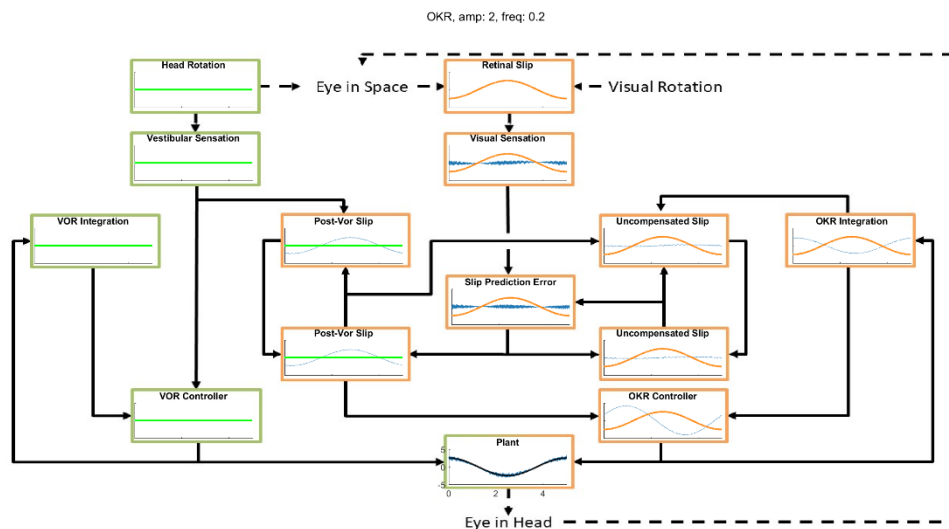 OKR, amp: 2, freq: 0.2
Head Rotation
Eye in Space
Retinal Slip
Visual Rotation
Vestibular Sensation
Visual Sensation
VOR Integration
Post-Vor Slip
Uncompensated Slip
OKR Integration
Slip Prediction Error
Post-Vor Slip
Uncompensated Slip
VOR Controller
OKR Controller
Plant
5
0
-5
0 2 4
Eye in Head